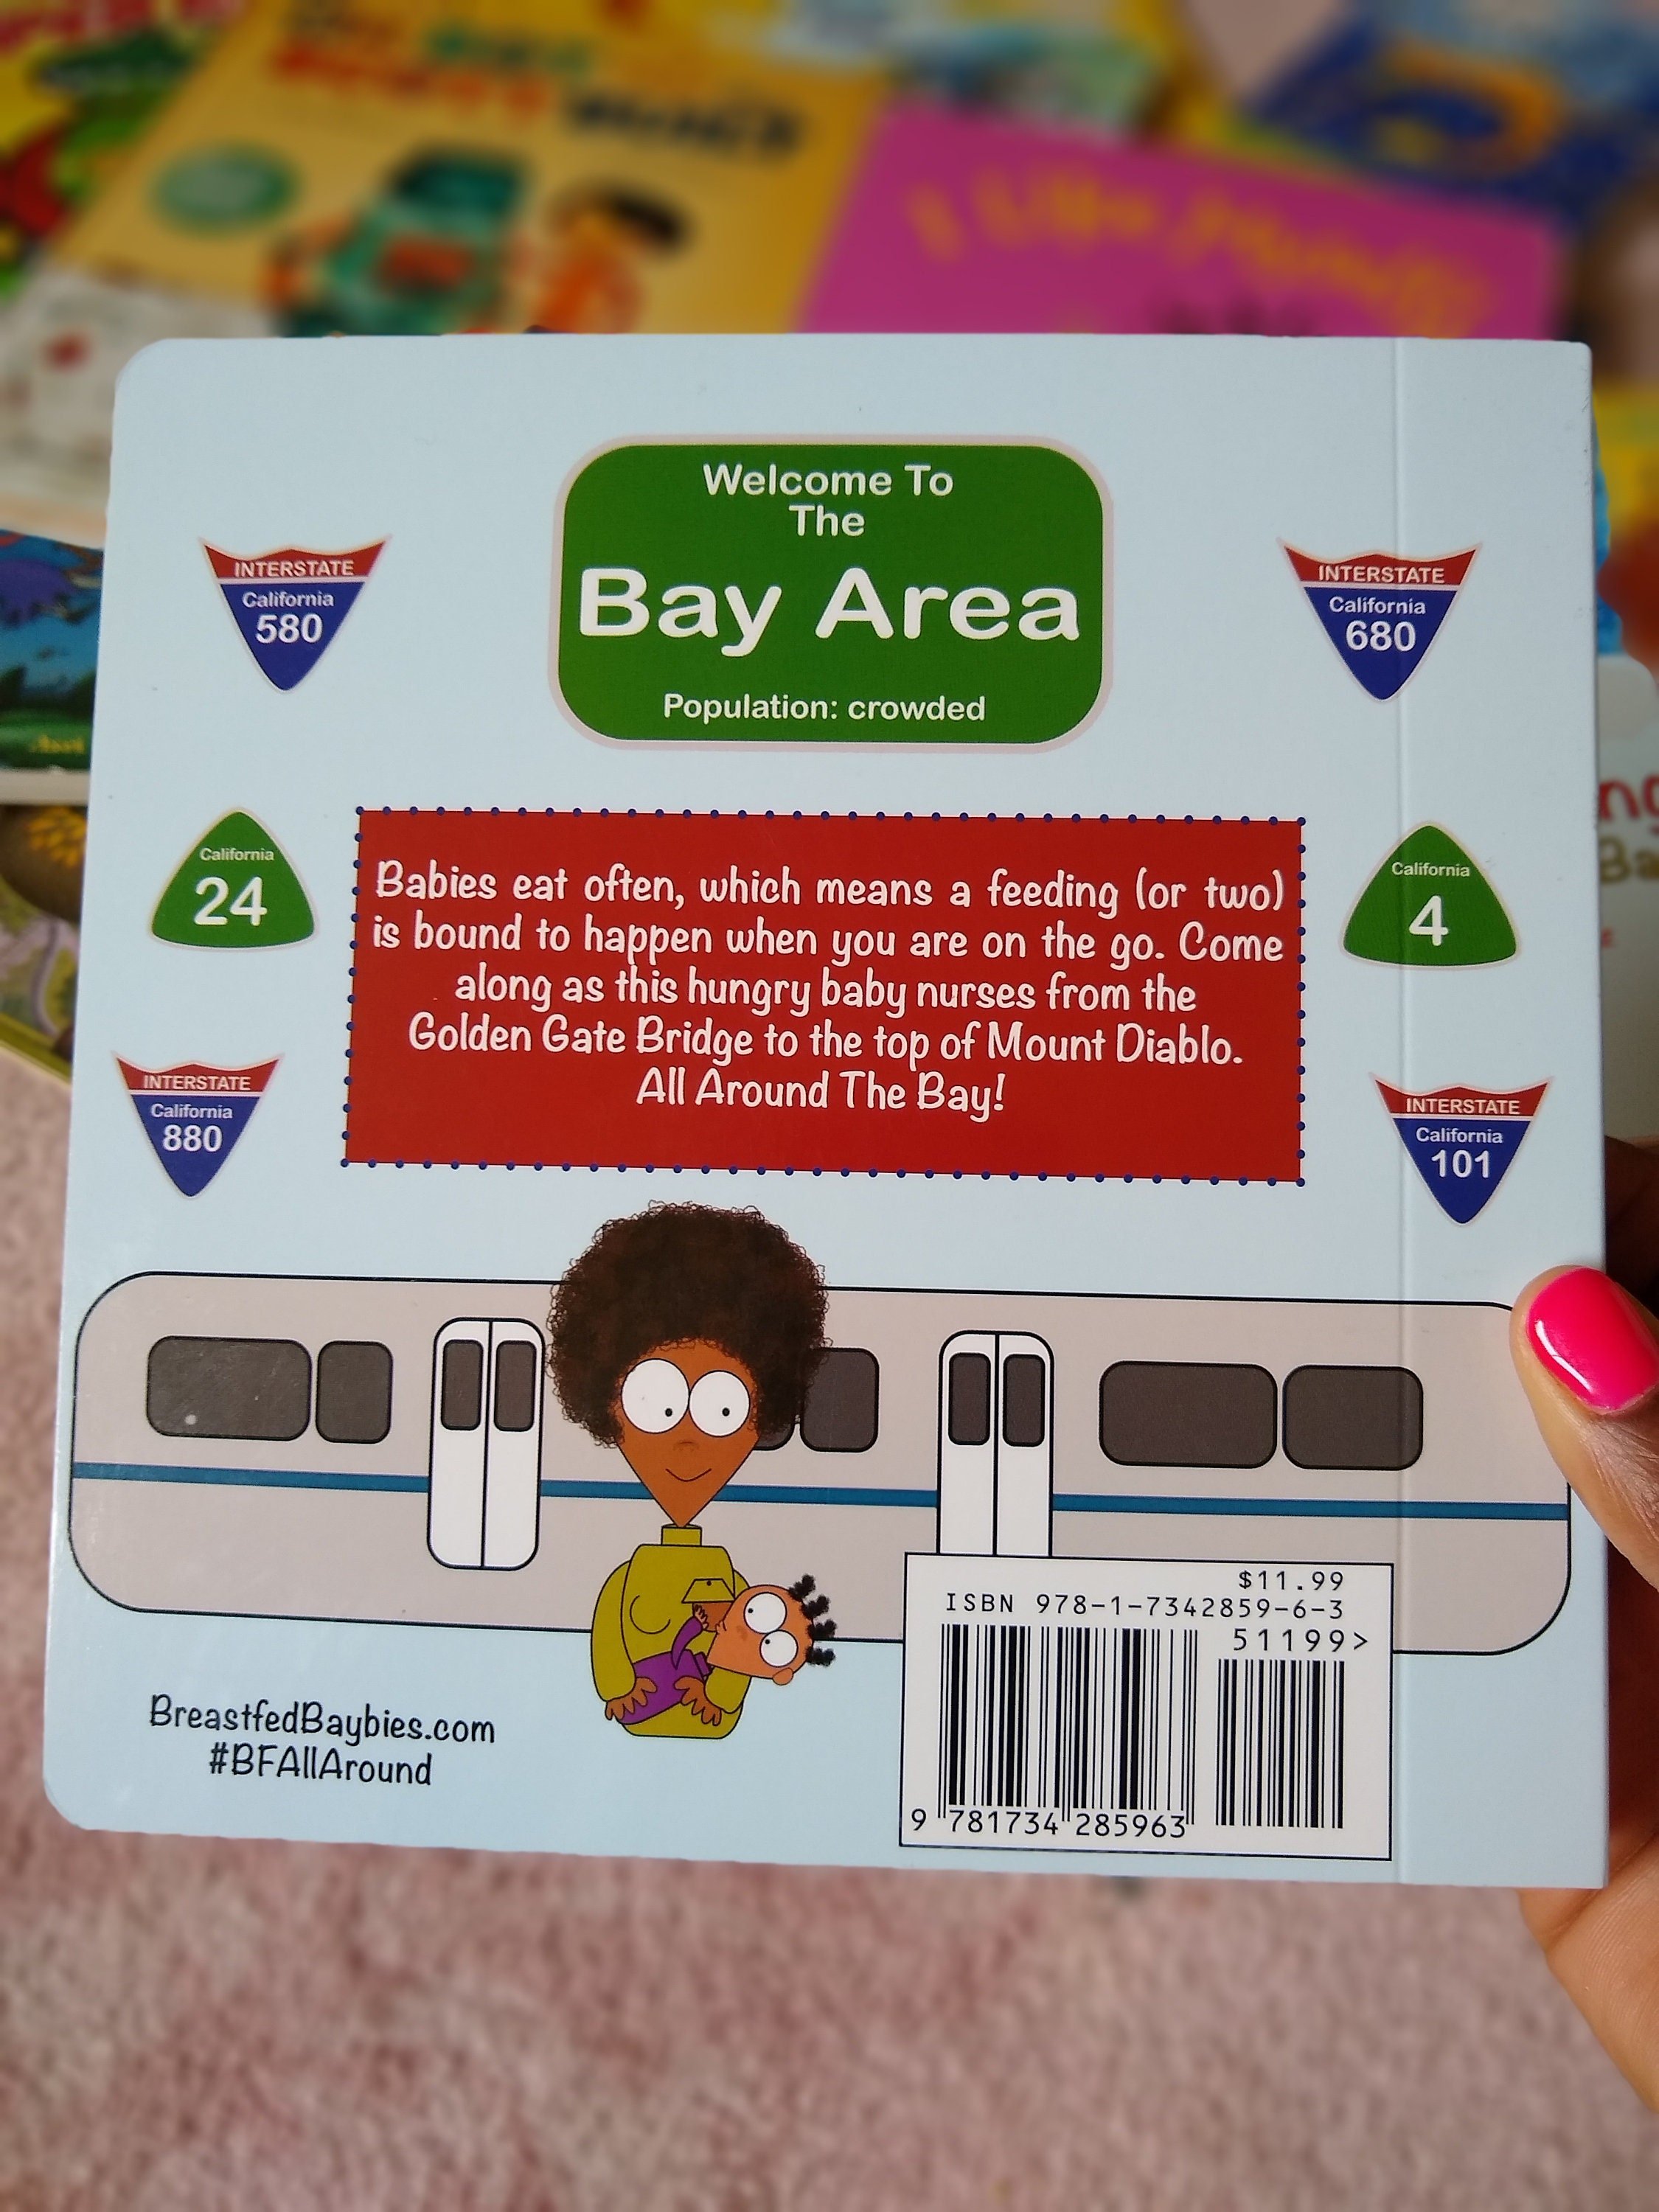 I Like Myself!
Welcome To
The
Bay Area
Population: crowded
INTERSTATE
California
580
INTERSTATE
California
680
California
24
California
4
Babies eat often, which means a feeding (or two)
is bound to happen when you are on the go. Come
along as this hungry baby nurses from the
Golden Gate Bridge to the top of Mount Diablo.
All Around The Bay!
INTERSTATE
California
880
INTERSTATE
California
101
BreastfedBaybies.com
#BFAllAround
$11.99
ISBN 978-1-7342859-6-3
51199>
9 781734 285963